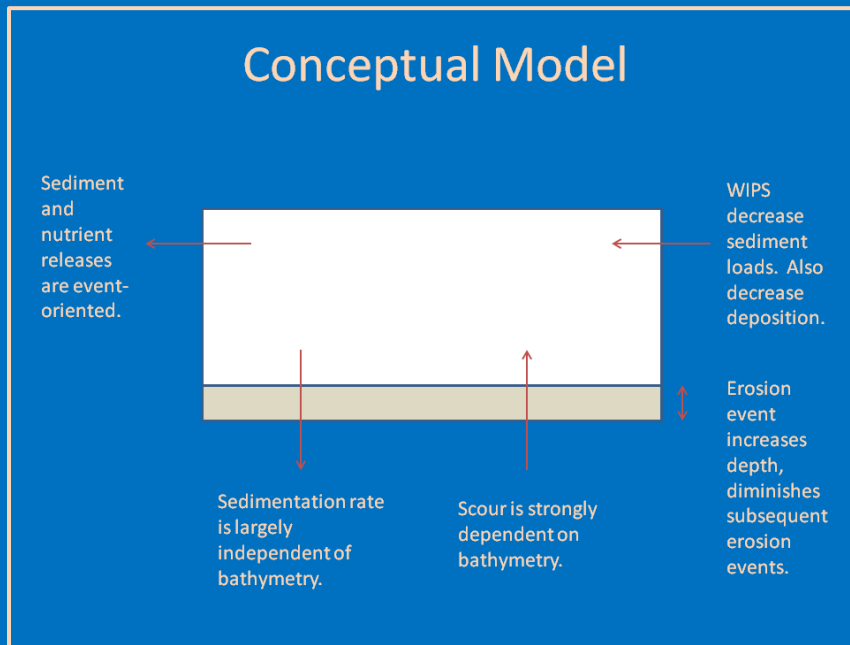 Conceptual Model
Sediment
and
nutrient
releases
are event-
oriented.
WIPS
decrease
sediment
loads.  Also
decrease
deposition.
Erosion
event
increases
depth,
diminishes
subsequent
erosion
events.
Sedimentation rate
is largely
independent of
bathymetry.
Scour is strongly
dependent on
bathymetry.